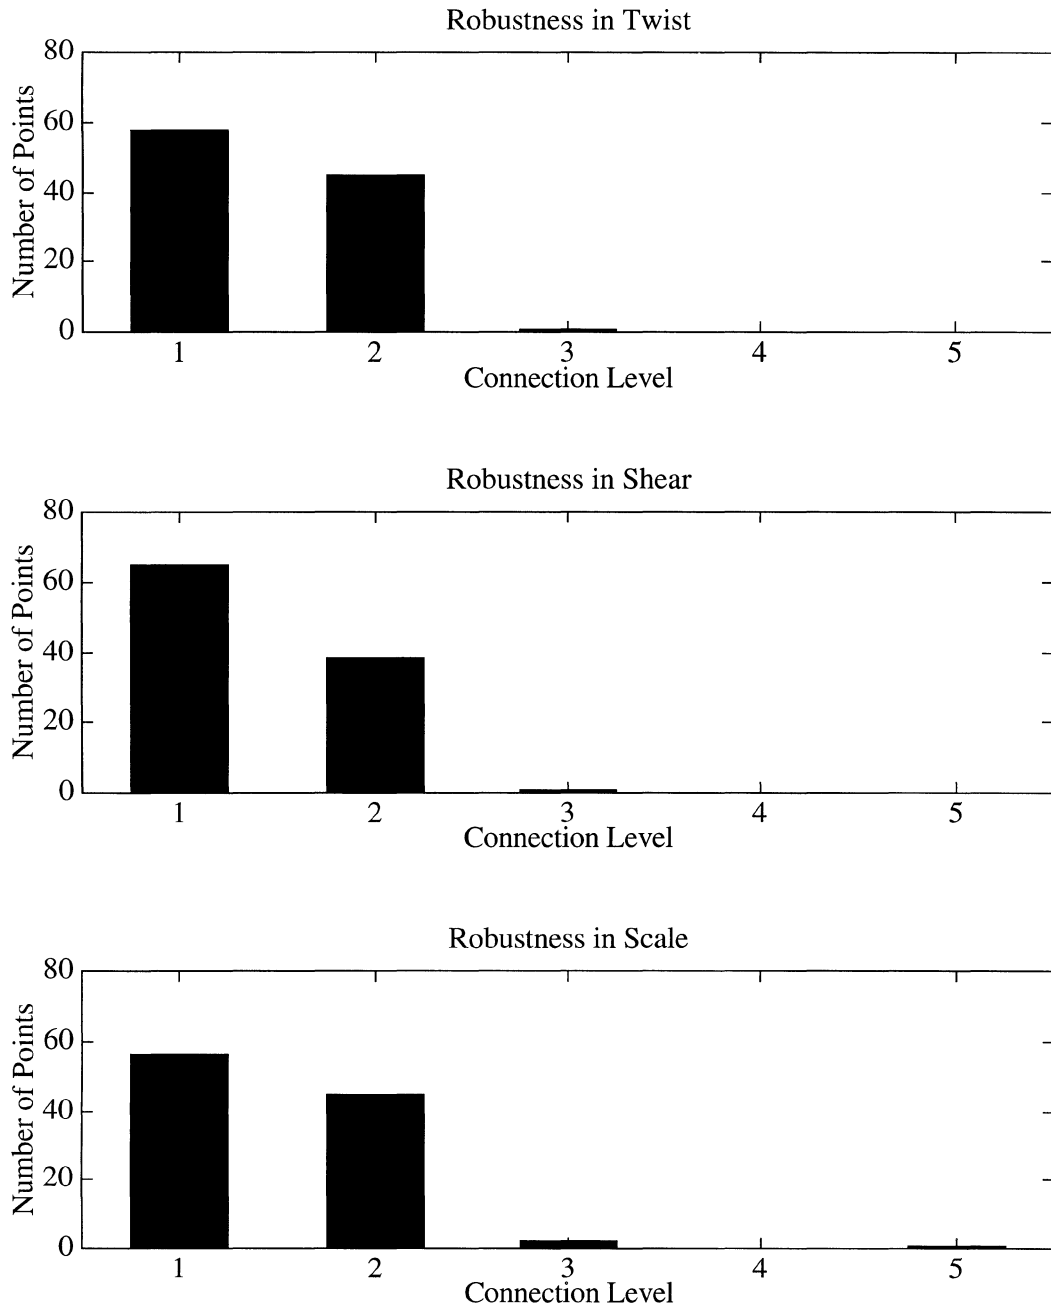 Robustness in Twist
80
60
40
20
0
Number of Points
1 2 3 4 5
Connection Level
Robustness in Shear
80
60
40
20
0
Number of Points
1 2 3 4 5
Connection Level
Robustness in Scale
80
60
40
20
0
Number of Points
1 2 3 4 5
Connection Level